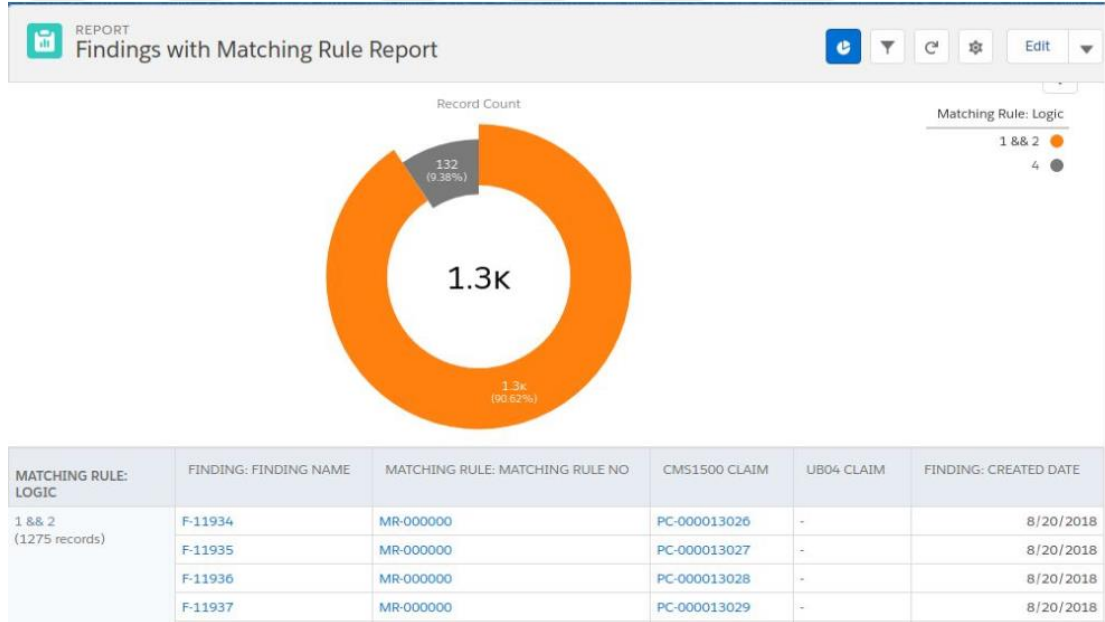 REPORT
Findings with Matching Rule Report
Edit
Record Count
Matching Rule: Logic
1 && 2
4
132
(9.38%)
1.3K
1.3K
(90.62%)
MATCHING RULE: LOGIC FINDING: FINDING NAME MATCHING RULE: MATCHING RULE NO CMS1500 CLAIM UB04 CLAIM FINDING: CREATED DATE
1 && 2 F-11934 MR-000000 PC-000013026 - 8/20/2018
(1275 records) F-11935 MR-000000 PC-000013027 - 8/20/2018
F-11936 MR-000000 PC-000013028 - 8/20/2018
F-11937 MR-000000 PC-000013029 - 8/20/2018